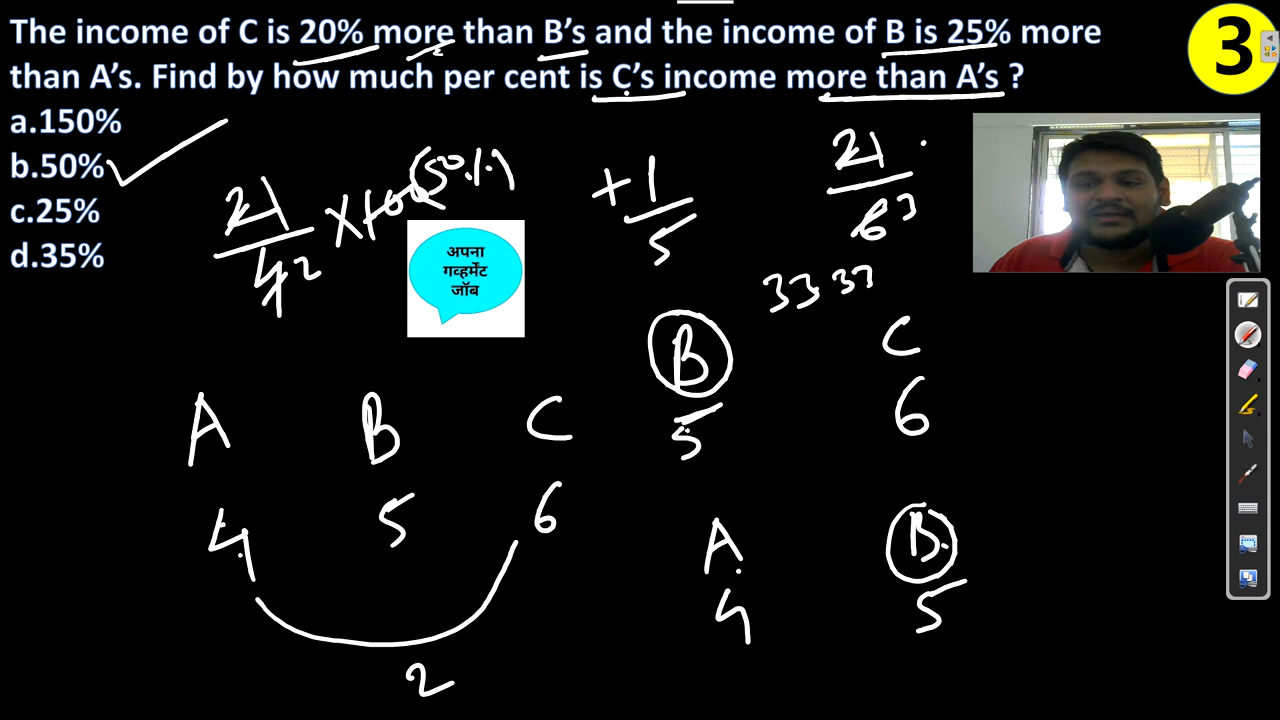 The income of C is 20% more than B's and the income of B is 25% more
than A's. Find by how much per cent is C's income more than A's ?
3
a.150%
b.50%
c.25%
d.35%
21
42
50%
+1
5
21
63
33.33
अपना
गव्हर्मेंट
जॉब
B
5
C
6
A
B
C
4
5
6
2
A
4
B
5